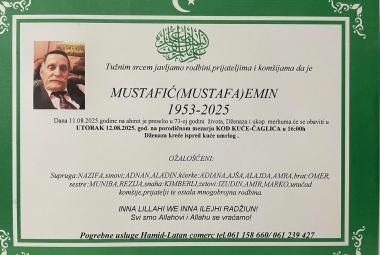 Tužnim srcem javljamo rodbini,prijateljima i komšijama da je
MUSTAFIĆ(MUSTAFA)EMIN
1953-2025
Dana 11.08.2025.godine na ahiret je preselio u 73-oj godini života, Dženaza i ukop merhuma će se obaviti u
UTORAK 12.08.2025. god. na porodičnom mezarju KOD KUĆE-ČAGLICA u 16:00h
Dženaza kreće ispred kuće umrlog .
OŽALOŠĆENI:
Supruga:NAZIFA,sinovi;ADNAN,ALADIN,kćerke:ADIANA,AJŠA,ALAJDA,AMRA,brat:OMER,
sestre:MUNIBA,REZIJA,snaha:KIMBERLI,zetovi:IZUDIN,AMIR,MARKO,unučad
komšije,prijatelji te ostala mnogobrojna rodbina.
INNA LILLAHI WE INNA ILEJHI RADŽIUN!
Svi smo Allahovi i Allahu se vraćamo!
Pogrebne usluge Hamid-Latan comerc tel,061 158 660/ 061 239 427